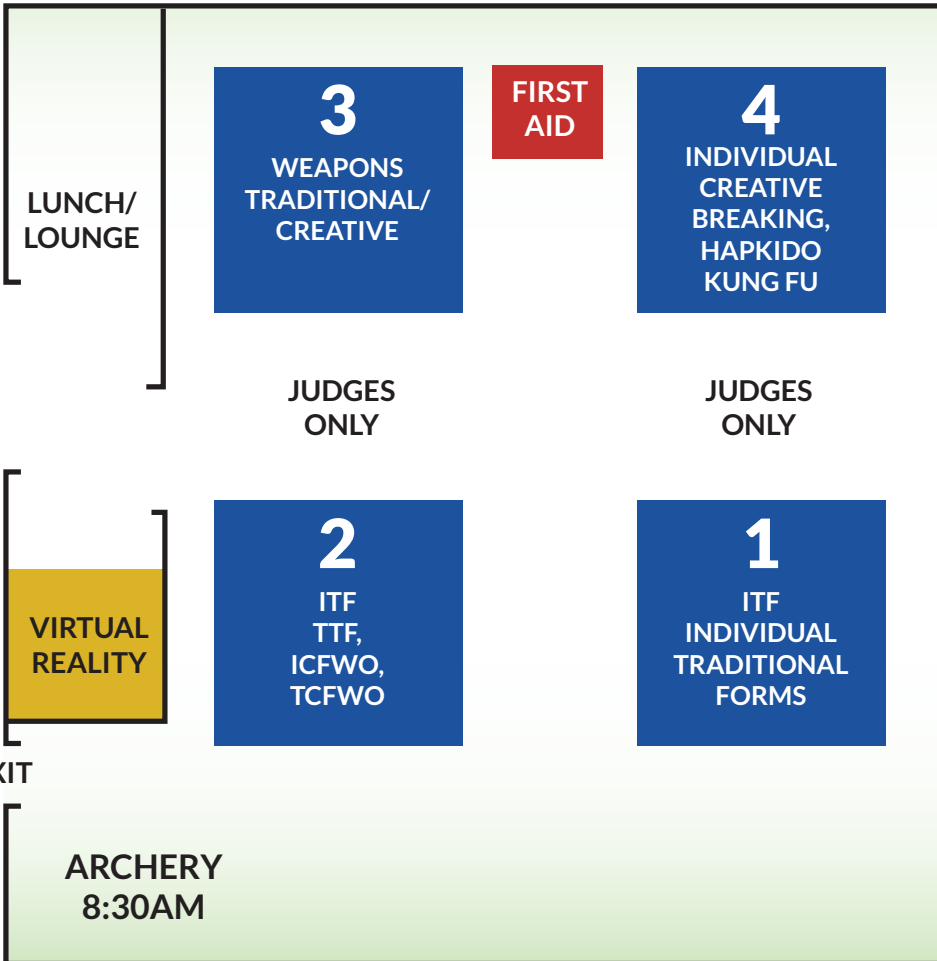 LUNCH/
LOUNGE
3
WEAPONS
TRADITIONAL/
CREATIVE
FIRST
AID
4
INDIVIDUAL
CREATIVE
BREAKING,
HAPKIDO
KUNG FU
JUDGES
ONLY
JUDGES
ONLY
VIRTUAL
REALITY
2
ITF
TTF,
ICFWO,
TCFWO
1
ITF
INDIVIDUAL
TRADITIONAL
FORMS
XIT
ARCHERY
8:30AM